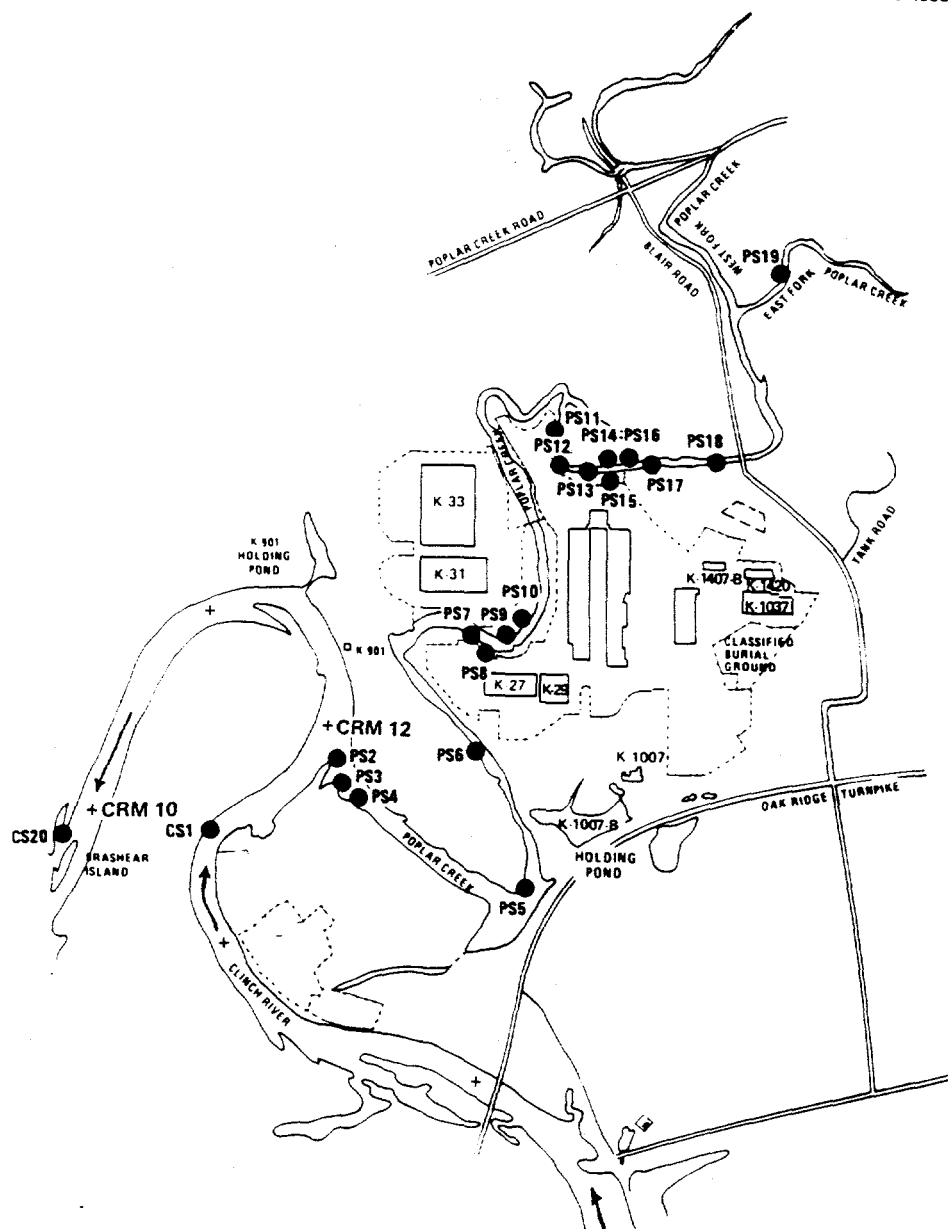 POPLAR CREEK ROAD
POPLAR CREEK
WEST FORK
BLAIR ROAD
PS19
EAST FORK
POPLAR CREEK
PS11
PS12
PS14
PS16
PS18
PS13
PS17
PS15
POPLAR CREEK
K-33
TANK ROAD
K 901
HOLDING
POND
K-31
K-1407-B
K-1420
K-1037
PS10
PS7
PS9
PS8
K 901
CLASSIFIED
BURIAL
GROUND
K-27
K-29
+CRM 12
PS2
PS6
PS3
PS4
K 1007
+CRM 10
CS20
CS1
OAK RIDGE TURNPIKE
K-1007-B
BRASHEAR
ISLAND
HOLDING
POND
POPLAR CREEK
PS5
CLINCH RIVER